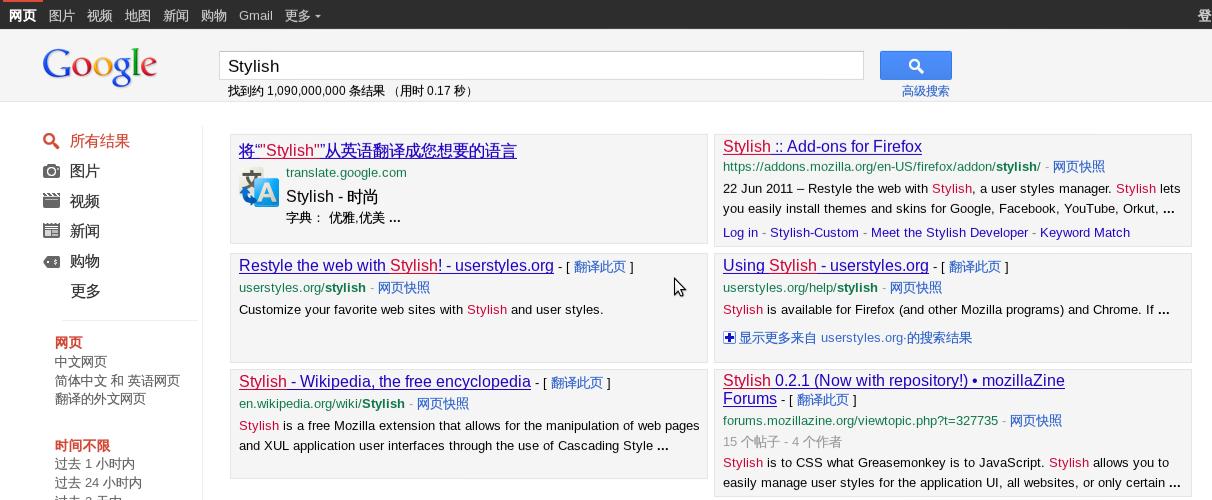 网页 图片 视频 地图 新闻 购物 Gmail 更多 登
Google
Stylish
找到约 1,090,000,000 条结果 （用时 0.17 秒）
高级搜索
所有结果
图片
视频
新闻
购物
更多
网页
中文网页
简体中文 和 英语网页
翻译的外文网页
时间不限
过去 1 小时内
过去 24 小时内
将“"Stylish"”从英语翻译成您想要的语言
translate.google.com
Stylish - 时尚
字典： 优雅,优美 ...
Stylish :: Add-ons for Firefox
https://addons.mozilla.org/en-US/firefox/addon/stylish/ - 网页快照
22 Jun 2011 – Restyle the web with Stylish, a user styles manager. Stylish lets
you easily install themes and skins for Google, Facebook, YouTube, Orkut, ...
Log in - Stylish-Custom - Meet the Stylish Developer - Keyword Match
Restyle the web with Stylish! - userstyles.org - [ 翻译此页 ]
userstyles.org/stylish - 网页快照
Customize your favorite web sites with Stylish and user styles.
Using Stylish - userstyles.org - [ 翻译此页 ]
userstyles.org/help/stylish - 网页快照
Stylish is available for Firefox (and other Mozilla programs) and Chrome. If ...
显示更多来自 userstyles.org·的搜索结果
Stylish - Wikipedia, the free encyclopedia - [ 翻译此页 ]
en.wikipedia.org/wiki/Stylish - 网页快照
Stylish is a free Mozilla extension that allows for the manipulation of web pages
and XUL application user interfaces through the use of Cascading Style ...
Stylish 0.2.1 (Now with repository!) • mozillaZine
Forums - [ 翻译此页 ]
forums.mozillazine.org/viewtopic.php?t=327735 - 网页快照
15 个帖子 - 4 个作者
Stylish is to CSS what Greasemonkey is to JavaScript. Stylish allows you to
easily manage user styles for the application UI, all websites, or only certain ...